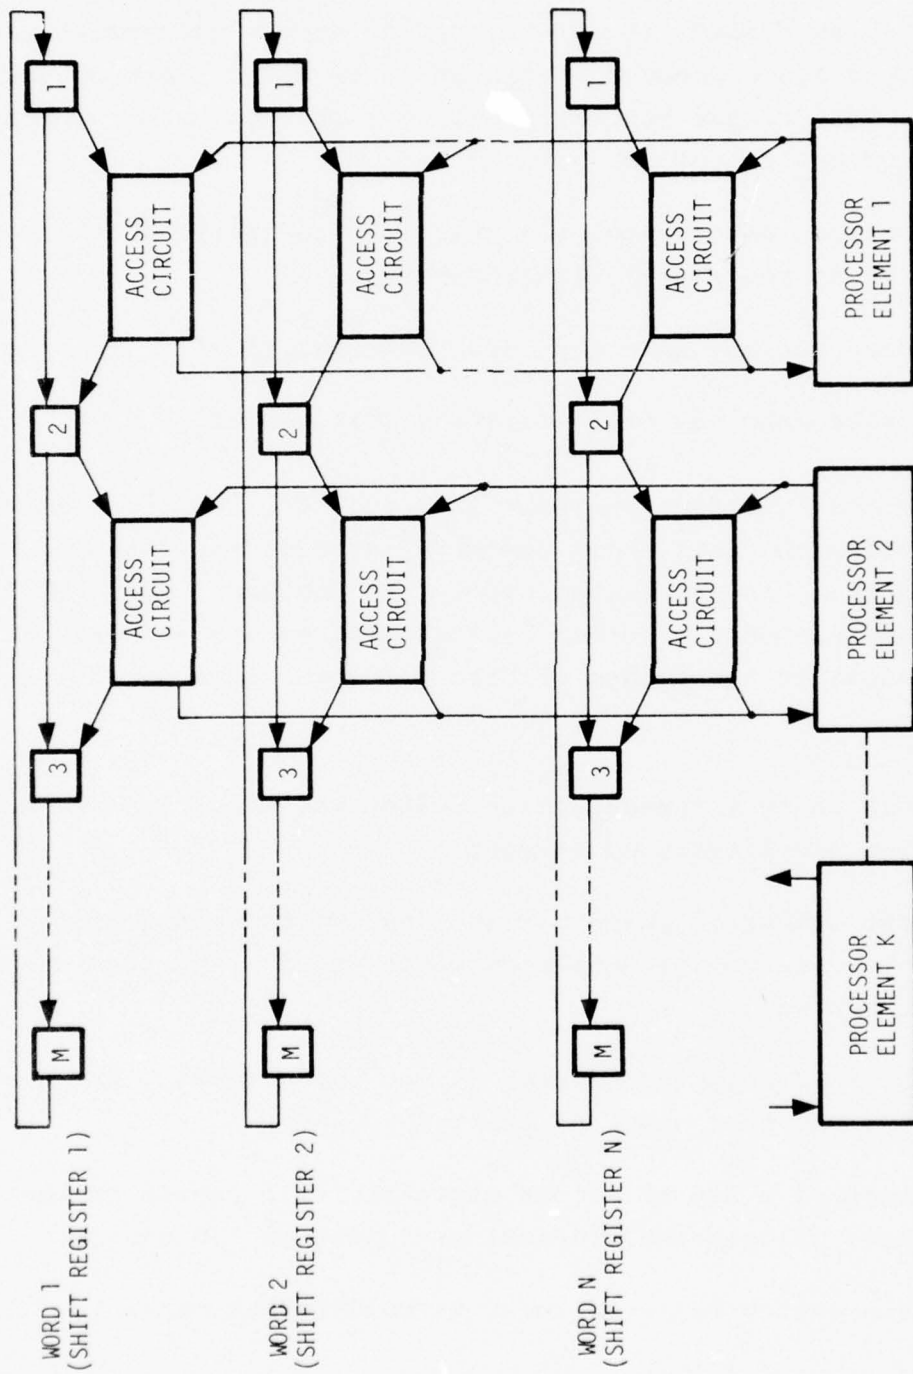 WORD 1
(SHIFT REGISTER 1)
M
3
2
1
ACCESS
CIRCUIT
ACCESS
CIRCUIT
WORD 2
(SHIFT REGISTER 2)
M
3
2
1
ACCESS
CIRCUIT
ACCESS
CIRCUIT
WORD N
(SHIFT REGISTER N)
M
3
2
1
ACCESS
CIRCUIT
ACCESS
CIRCUIT
PROCESSOR
ELEMENT K
PROCESSOR
ELEMENT 2
PROCESSOR
ELEMENT 1